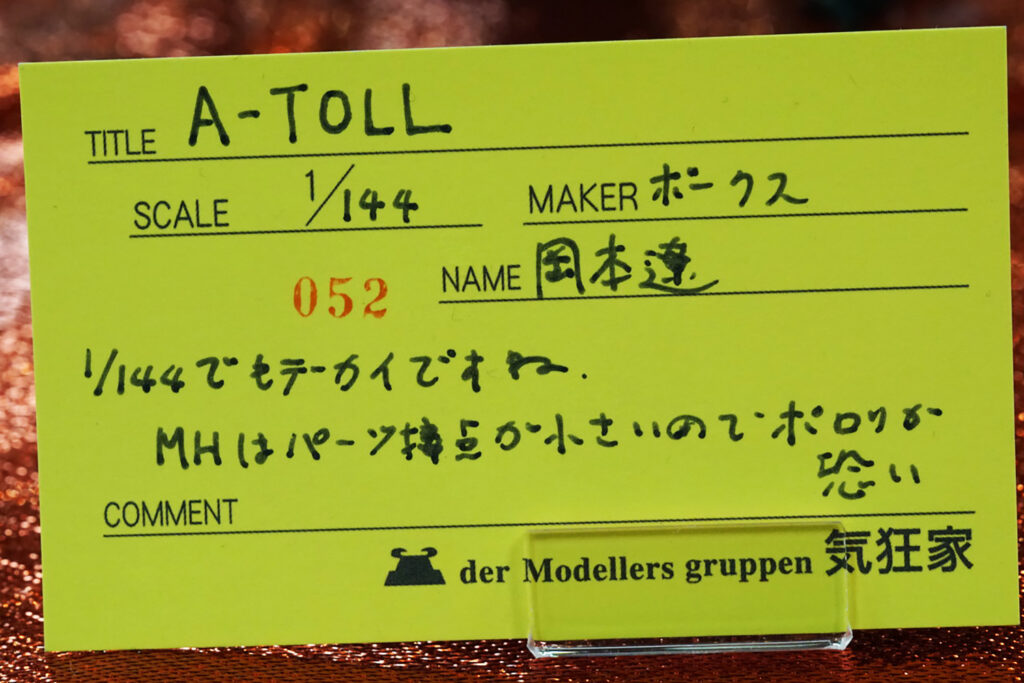 TITLE A-TOLL
SCALE 1/144 MAKER ボークス
052 NAME 岡本遼
1/144でもデーカイですね.
MHはパーツ接点が小さいのでポロリが
恐い
COMMENT
der Modellers gruppen 気狂家